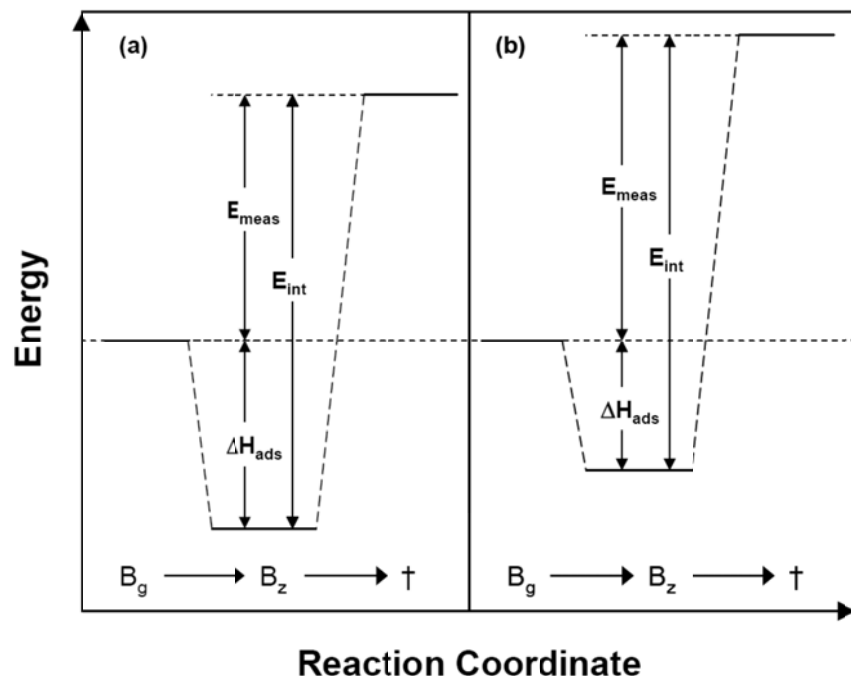 Energy
(a)
E_meas
E_int
ΔH_ads
B_g → B_z → †
(b)
E_meas
E_int
ΔH_ads
B_g → B_z → †
Reaction Coordinate